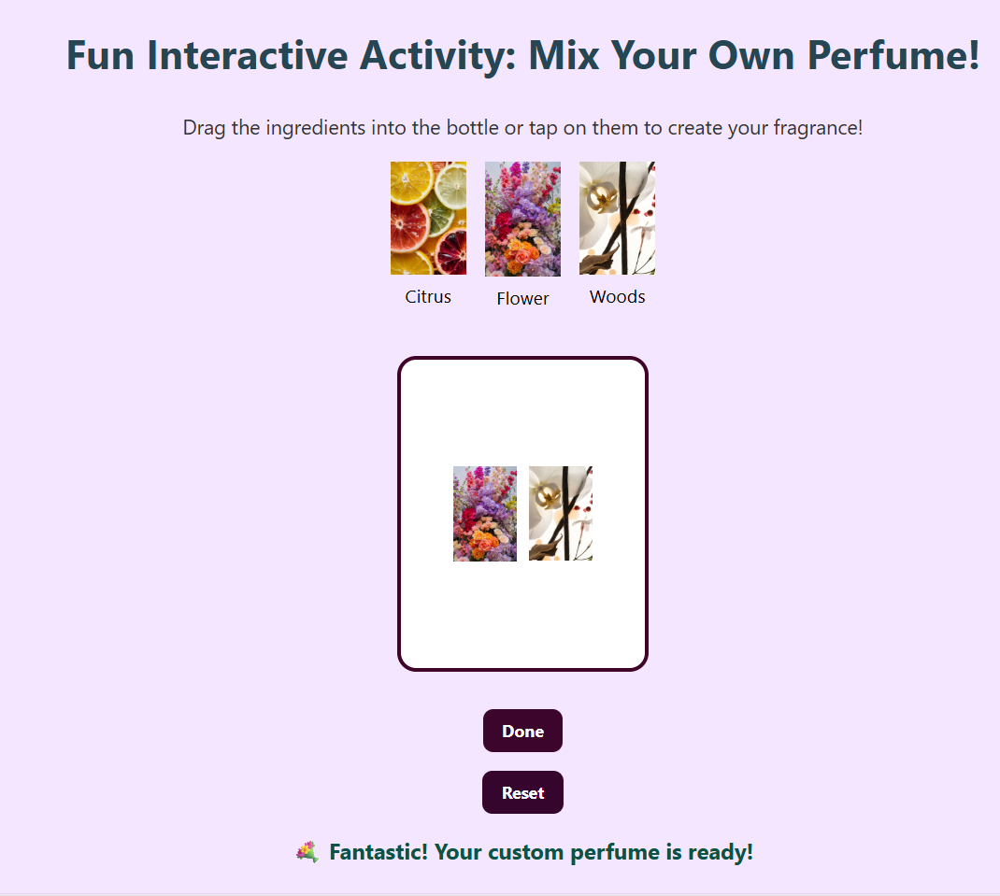 Fun Interactive Activity: Mix Your Own Perfume!
Drag the ingredients into the bottle or tap on them to create your fragrance!
Citrus
Flower
Woods
Done
Reset
💐 Fantastic! Your custom perfume is ready!